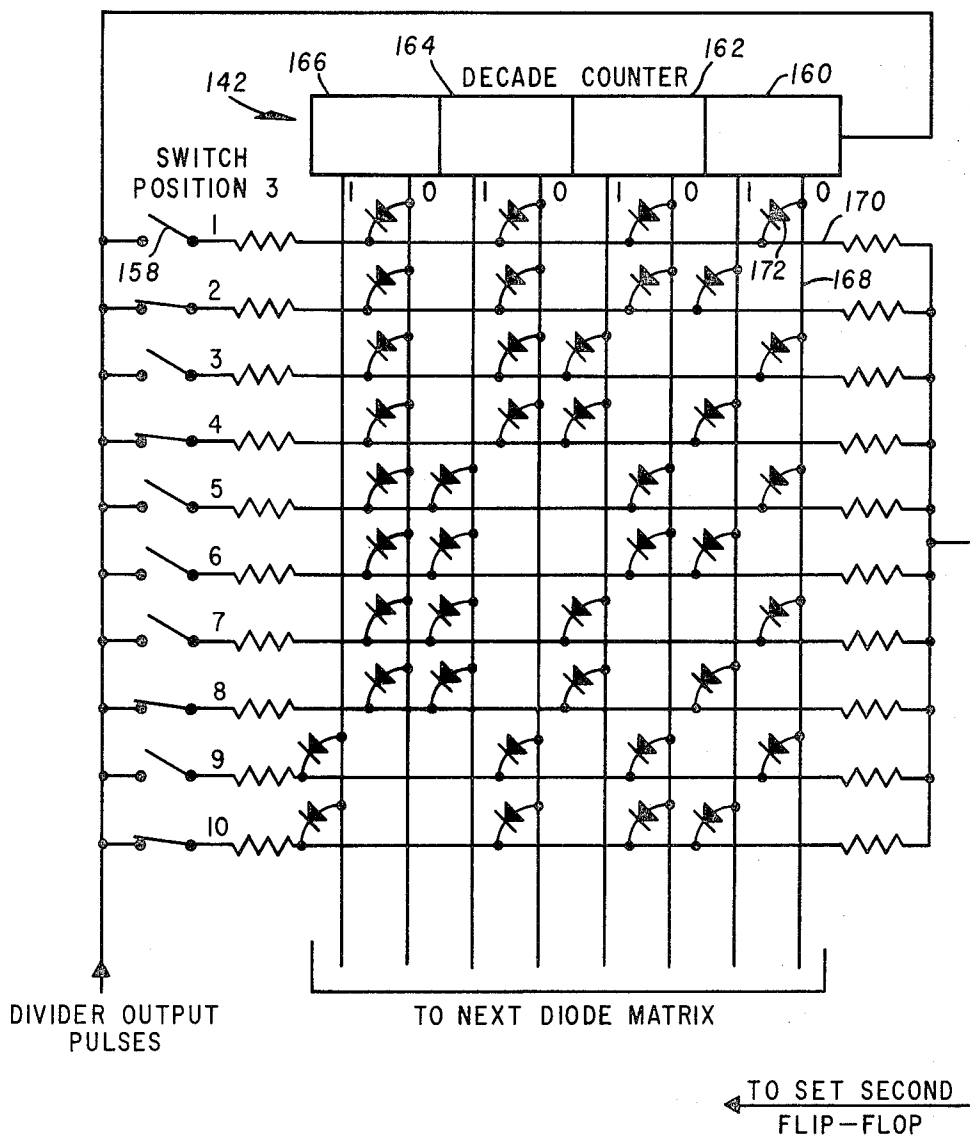 164
162
166
DECADE COUNTER
160
142
SWITCH
POSITION 3
1 0 1 0 1 0 1 0
1
170
158
172
168
2
3
4
5
6
7
8
9
10
DIVIDER OUTPUT
PULSES
TO NEXT DIODE MATRIX
TO SET SECOND
FLIP-FLOP